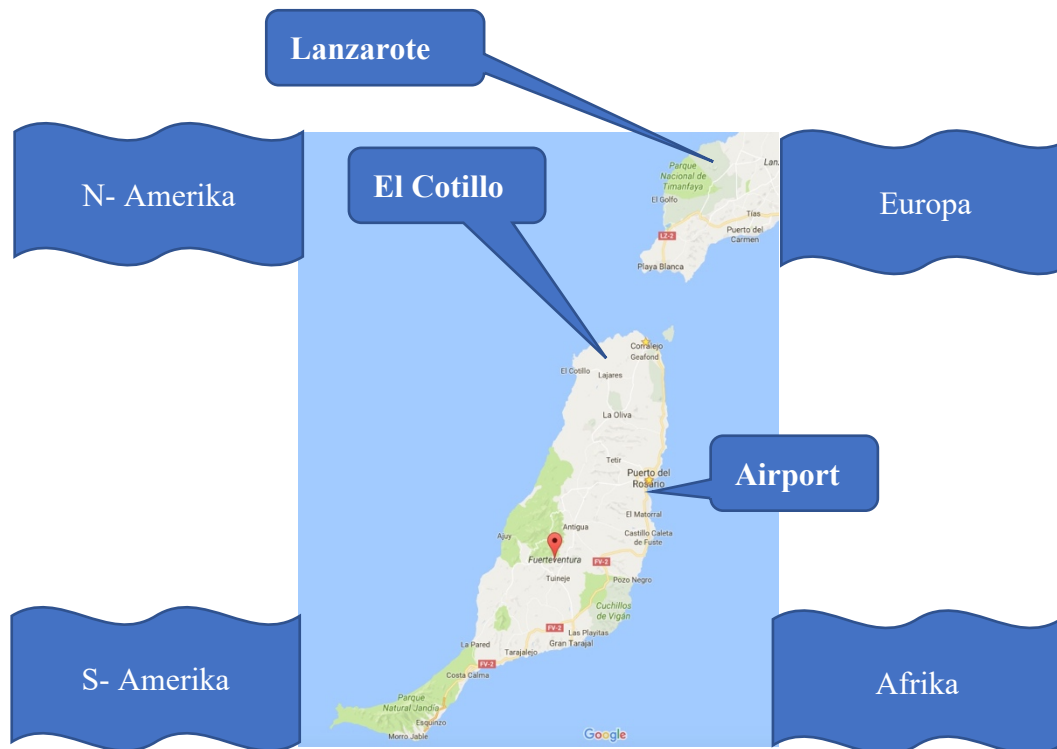 Lanzarote
N- Amerika
El Cotillo
Europa
Parque
Nacional de
Timanfaya
Lan
El Golfo
Tías
LZ-2
Puerto del
Carmen
Playa Blanca
Corralejo
Geafond
El Cotillo
Lajares
La Oliva
Tetir
Puerto del
Rosario
Airport
El Matorral
Antigua
Castillo Caleta
de Fuste
Ajuy
Fuerteventura
FV-2
Tuineje
Pozo Negro
Cuchillos
de Vigán
FV-2
Las Playitas
La Pared
Gran Tarajal
Tarajalejo
FV-2
Costa Calma
S- Amerika
Afrika
Parque
Natural Jandía
Esquinzo
Morro Jable
Google